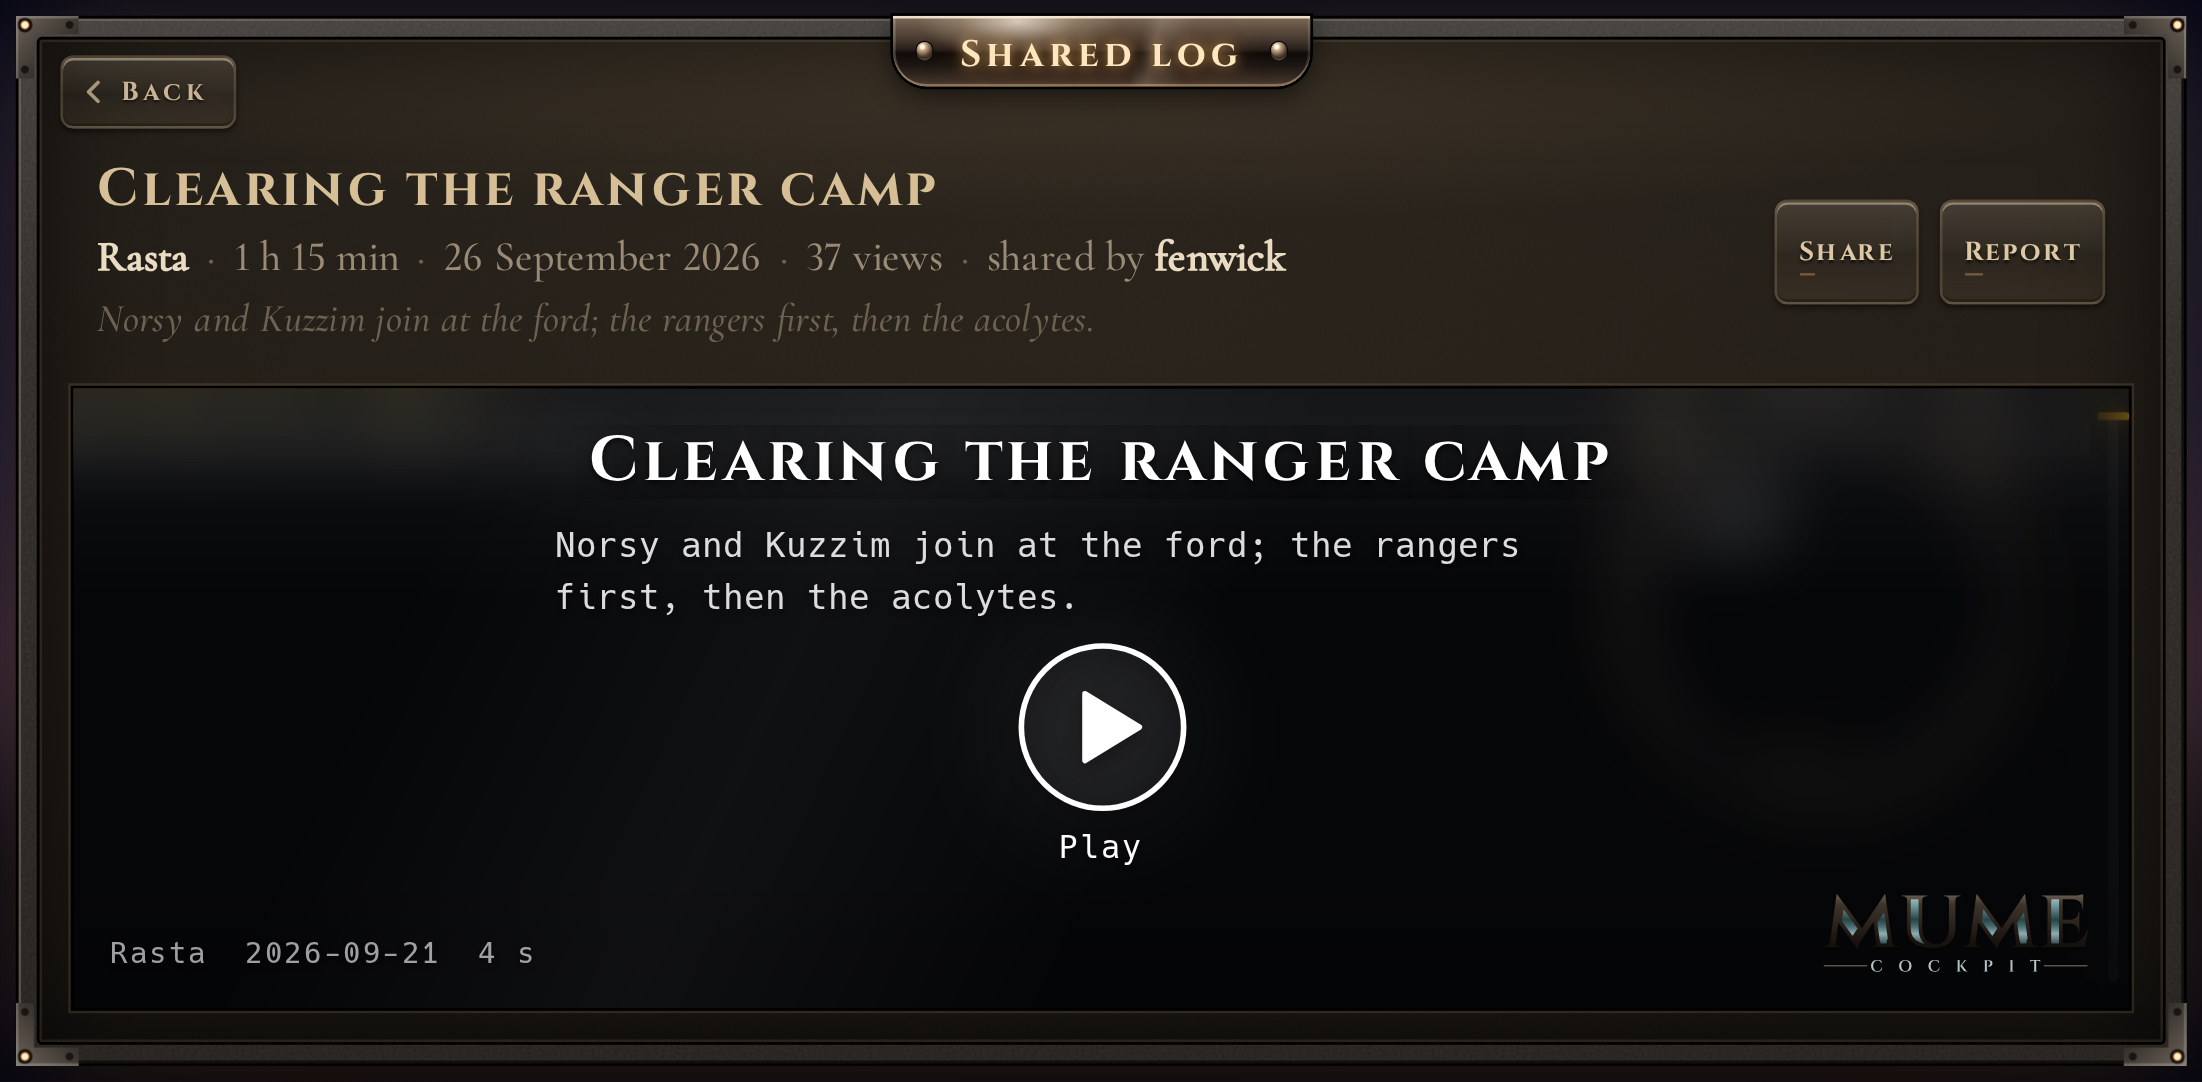 Shared log
Back
Clearing the ranger camp
Rasta · 1 h 15 min · 26 September 2026 · 37 views · shared by fenwick
Norsy and Kuzzim join at the ford; the rangers first, then the acolytes.
Share
Report
Clearing the ranger camp
Norsy and Kuzzim join at the ford; the rangers
first, then the acolytes.
Play
Rasta 2026-09-21 4 s
MUME
COCKPIT